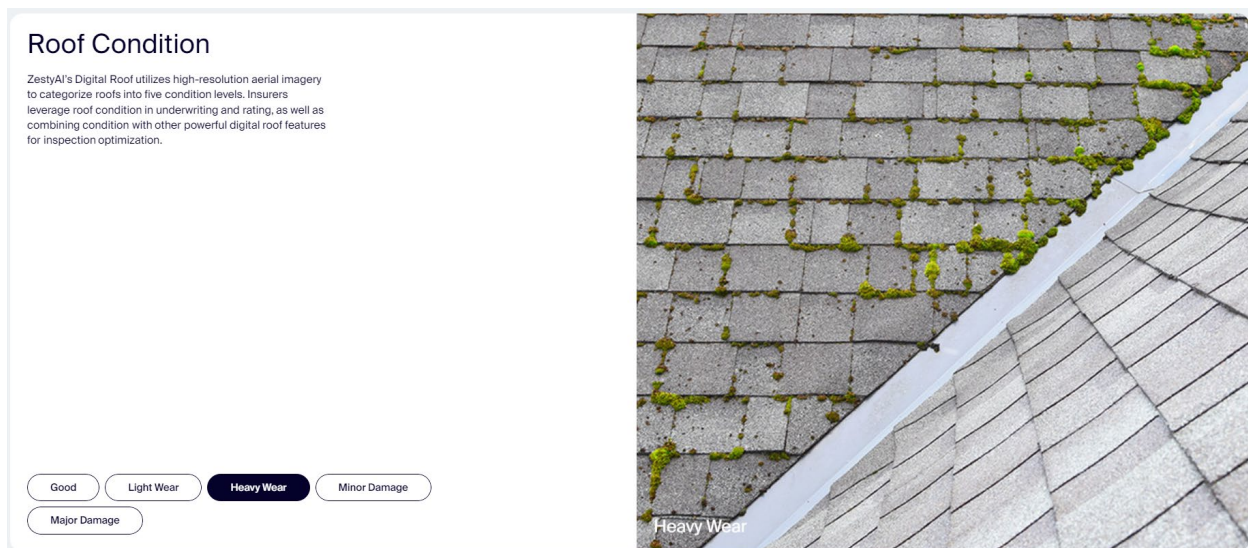 Roof Condition
ZestyAI's Digital Roof utilizes high-resolution aerial imagery
to categorize roofs into five condition levels. Insurers
leverage roof condition in underwriting and rating, as well as
combining condition with other powerful digital roof features
for inspection optimization.
Good
Light Wear
Heavy Wear
Minor Damage
Major Damage
Heavy Wear